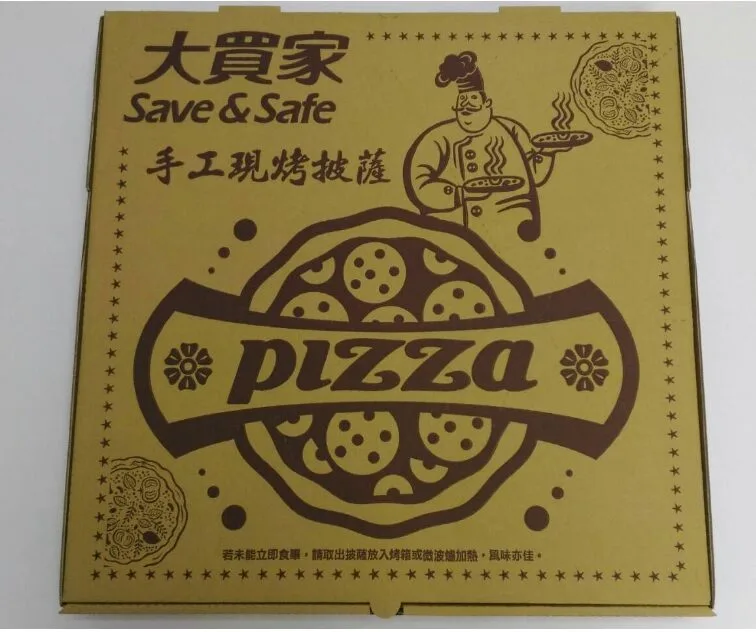 大買家
Save & Safe
手工現烤披薩
pizza
若未能立即食嚐，請取出披薩放入烤箱或微波爐加熱，風味亦佳。